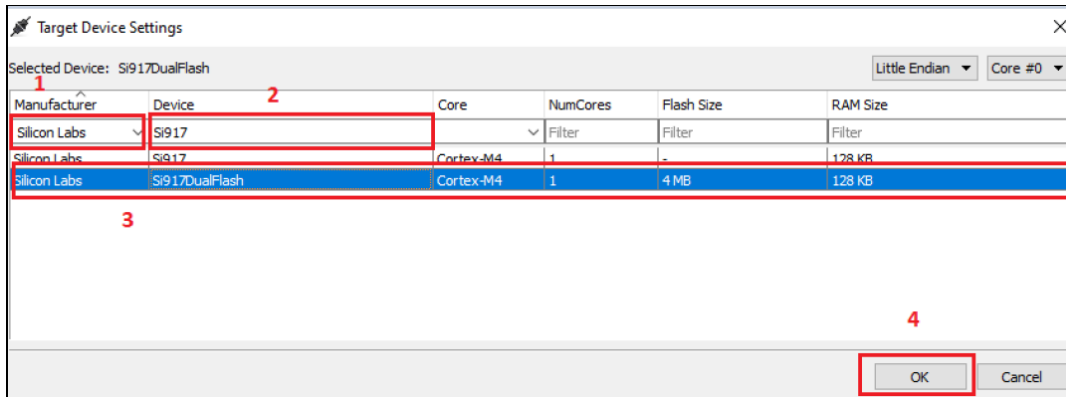 Target Device Settings
Selected Device: Si917DualFlash Little Endian Core #0
1 2
Manufacturer Device Core NumCores Flash Size RAM Size
Silicon Labs Si917 Filter Filter Filter
Silicon Labs Si917 Cortex-M4 1 - 128 KB
Silicon Labs Si917DualFlash Cortex-M4 1 4 MB 128 KB
3
4
OK Cancel